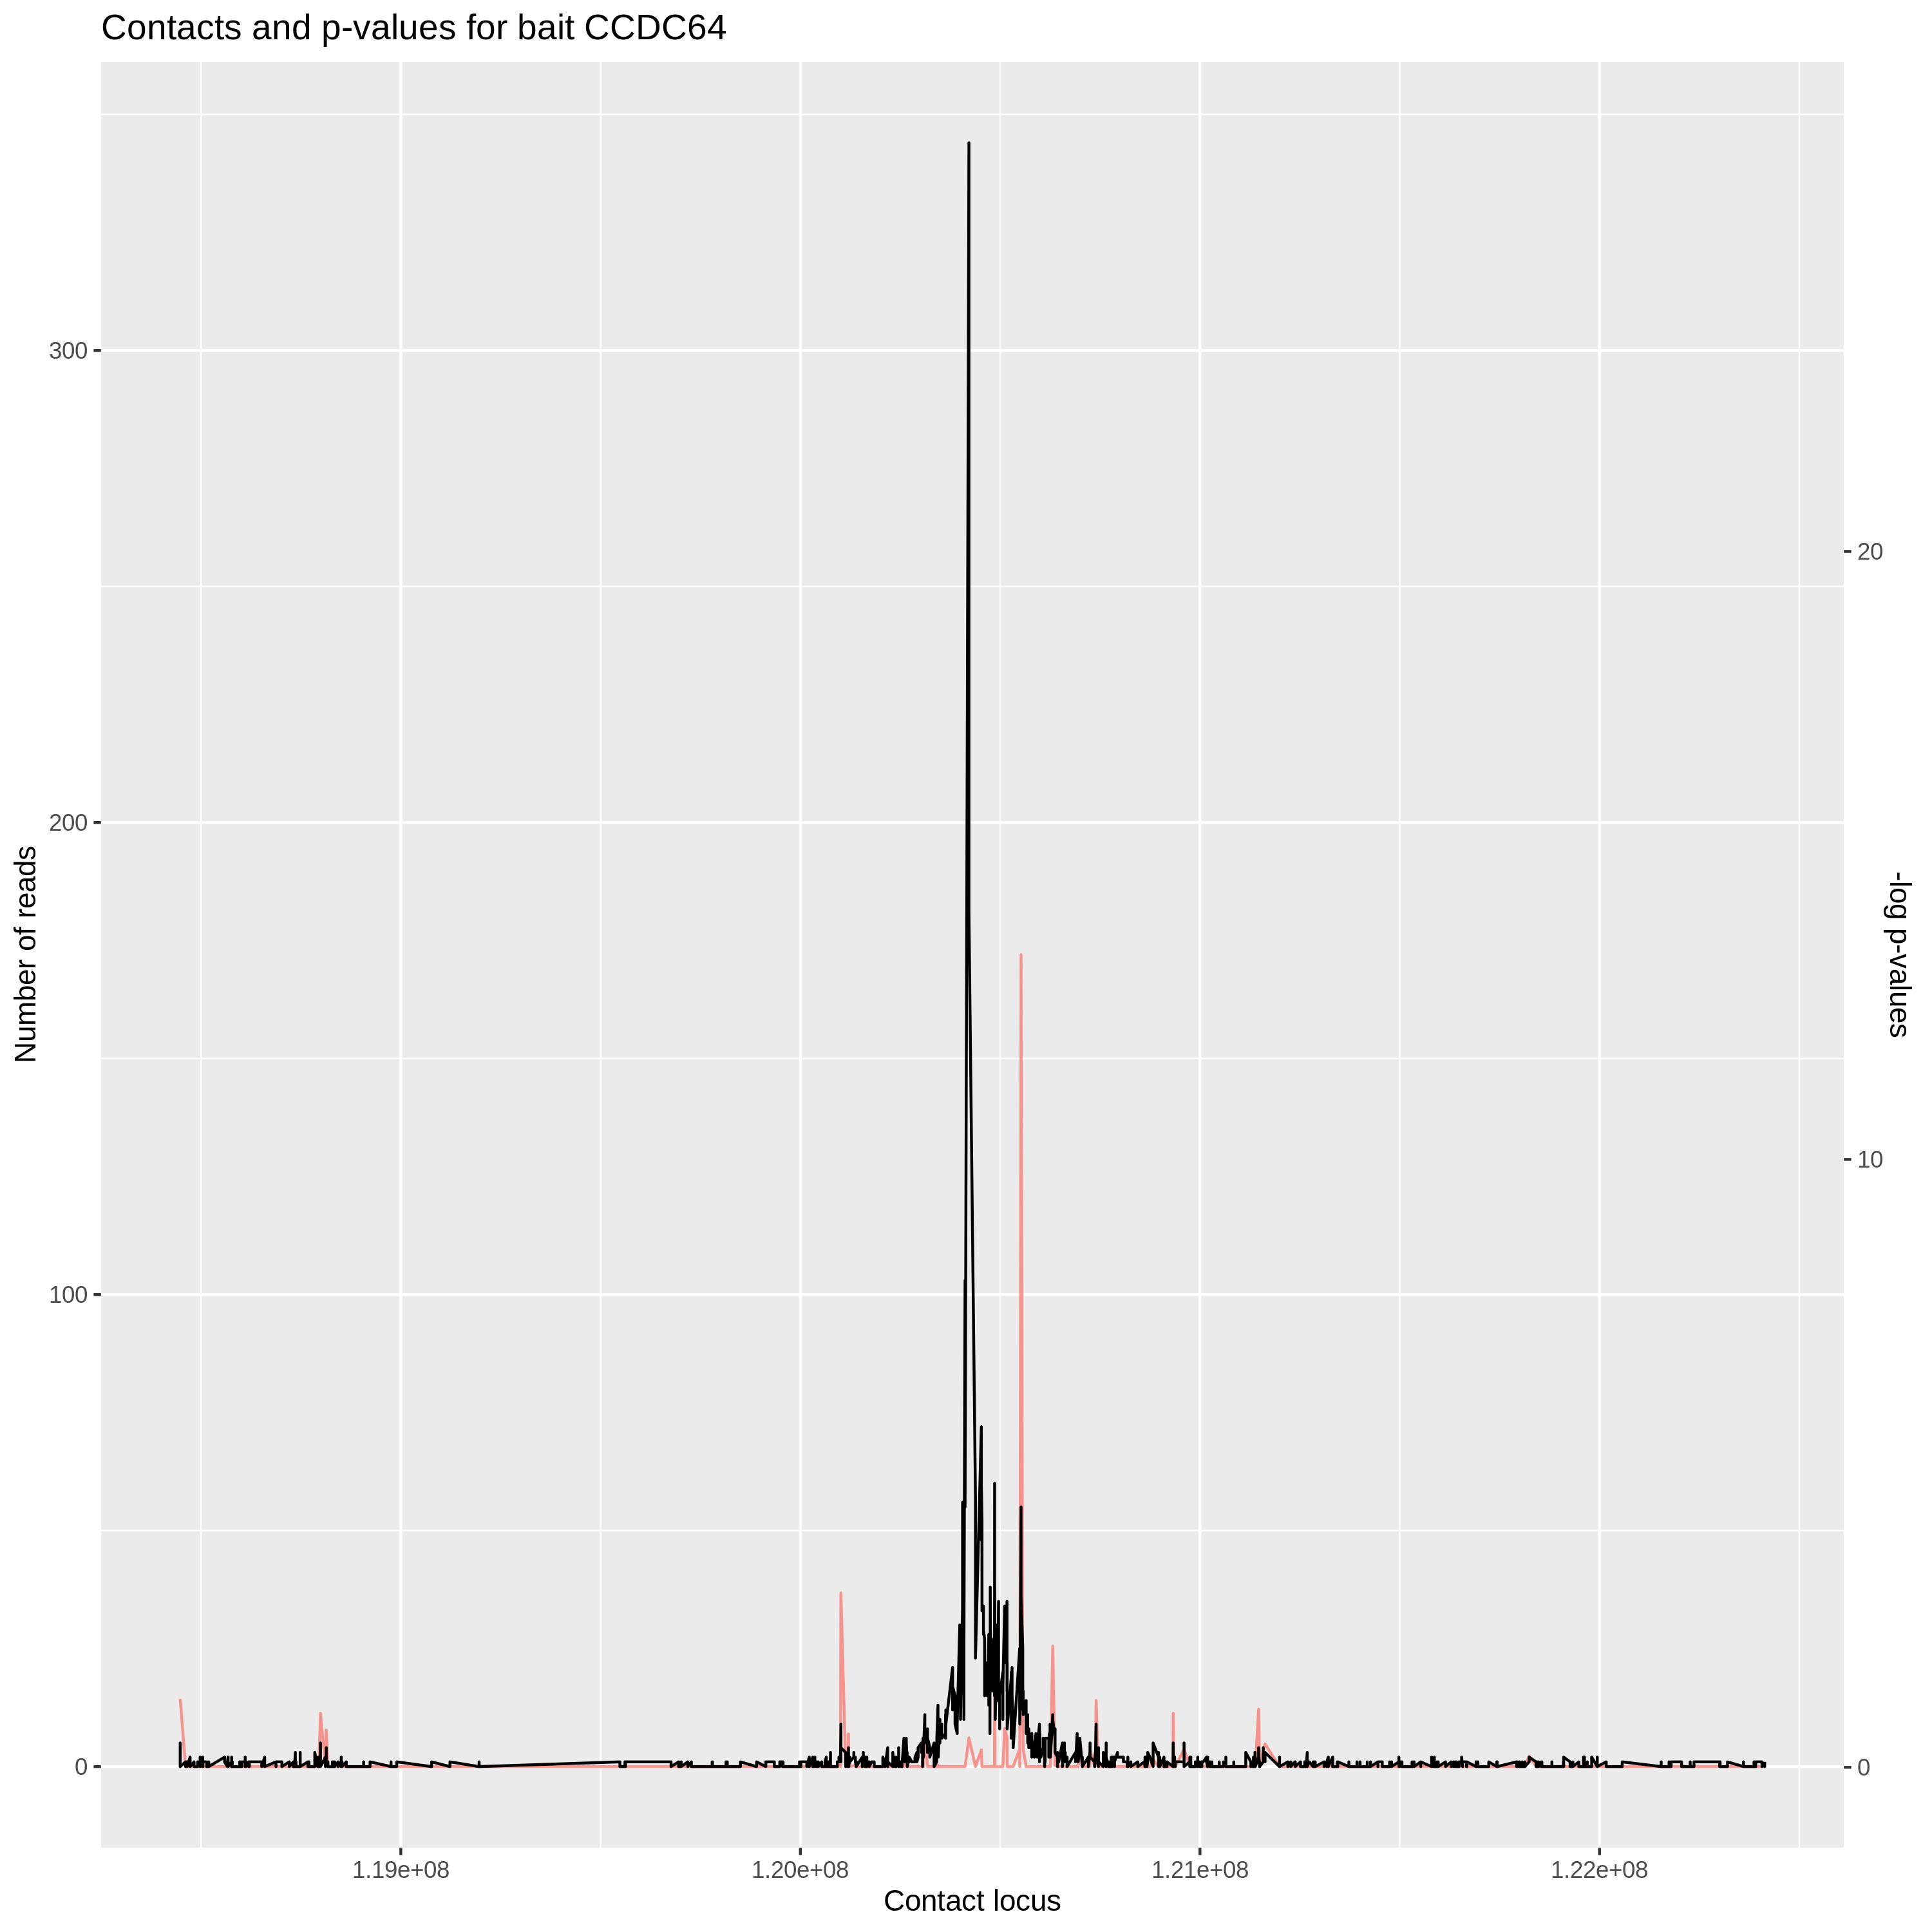 Contacts and p-values for bait CCDC64
Number of reads
300
200
100
0
20
10
0
-log p-values
1.19e+08
1.20e+08
1.21e+08
1.22e+08
Contact locus